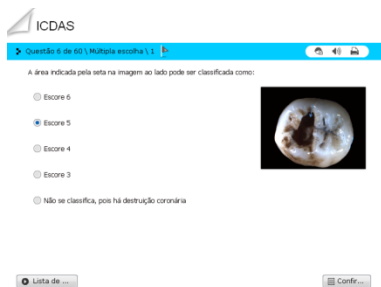 ICDAS
Questão 6 de 60 \ Múltipla escolha \ 1
A área indicada pela seta na imagem ao lado pode ser classificada como:
Escore 6
Escore 5
Escore 4
Escore 3
Não se classifica, pois há destruição coronária
Lista de ...
Confir...